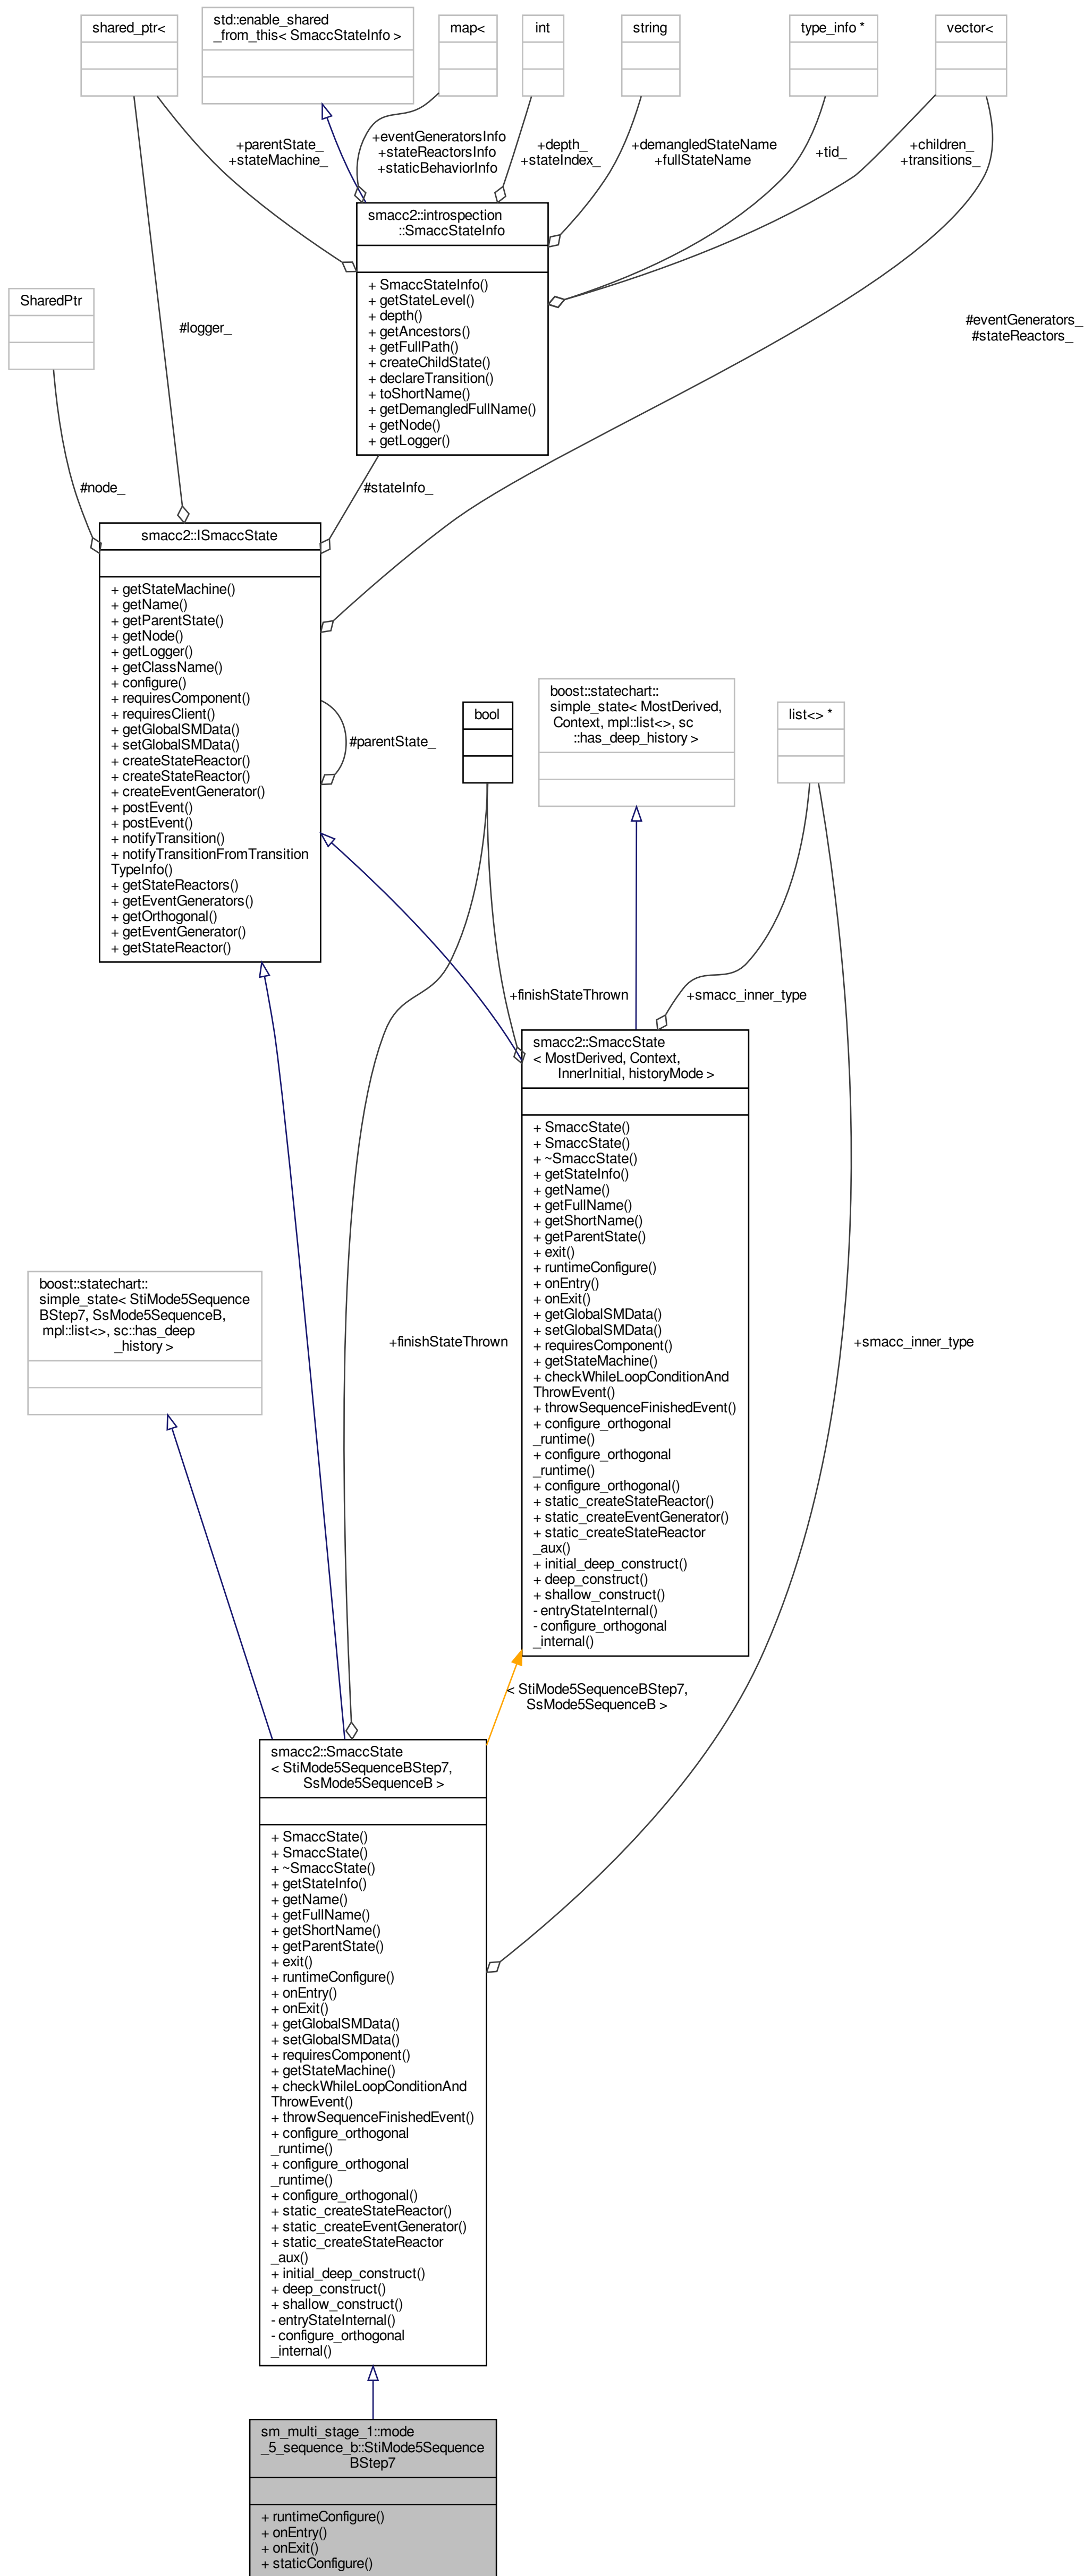 shared_ptr<
std::enable_shared
_from_this< SmaccStateInfo >
map<
int
string
type_info *
vector<
+parentState_
+stateMachine_
+eventGeneratorsInfo
+stateReactorsInfo
+staticBehaviorInfo
+depth_
+stateIndex_
+demangledStateName
+fullStateName
+tid_
+children_
+transitions_
smacc2::introspection
::SmaccStateInfo
+ SmaccStateInfo()
+ getStateLevel()
+ depth()
+ getAncestors()
+ getFullPath()
+ createChildState()
+ declareTransition()
+ toShortName()
+ getDemangledFullName()
+ getNode()
+ getLogger()
SharedPtr
#logger_
#eventGenerators_
#stateReactors_
#node_
#stateInfo_
smacc2::ISmaccState
+ getStateMachine()
+ getName()
+ getParentState()
+ getNode()
+ getLogger()
+ getClassName()
+ configure()
+ requiresComponent()
+ requiresClient()
+ getGlobalSMData()
+ setGlobalSMData()
+ createStateReactor()
+ createStateReactor()
+ createEventGenerator()
+ postEvent()
+ postEvent()
+ notifyTransition()
+ notifyTransitionFromTransition
TypeInfo()
+ getStateReactors()
+ getEventGenerators()
+ getOrthogonal()
+ getEventGenerator()
+ getStateReactor()
#parentState_
bool
boost::statechart::
simple_state< MostDerived,
Context, mpl::list<>, sc
::has_deep_history >
list<> *
+finishStateThrown
+smacc_inner_type
smacc2::SmaccState
< MostDerived, Context,
InnerInitial, historyMode >
+ SmaccState()
+ SmaccState()
+ ~SmaccState()
+ getStateInfo()
+ getName()
+ getFullName()
+ getShortName()
+ getParentState()
+ exit()
+ runtimeConfigure()
+ onEntry()
+ onExit()
+ getGlobalSMData()
+ setGlobalSMData()
+ requiresComponent()
+ getStateMachine()
+ checkWhileLoopConditionAnd
ThrowEvent()
+ throwSequenceFinishedEvent()
+ configure_orthogonal
_runtime()
+ configure_orthogonal
_runtime()
+ configure_orthogonal()
+ static_createStateReactor()
+ static_createEventGenerator()
+ static_createStateReactor
_aux()
+ initial_deep_construct()
+ deep_construct()
+ shallow_construct()
- entryStateInternal()
- configure_orthogonal
_internal()
boost::statechart::
simple_state< StiMode5Sequence
BStep7, SsMode5SequenceB,
mpl::list<>, sc::has_deep
_history >
+finishStateThrown
+smacc_inner_type
< StiMode5SequenceBStep7,
SsMode5SequenceB >
smacc2::SmaccState
< StiMode5SequenceBStep7,
SsMode5SequenceB >
+ SmaccState()
+ SmaccState()
+ ~SmaccState()
+ getStateInfo()
+ getName()
+ getFullName()
+ getShortName()
+ getParentState()
+ exit()
+ runtimeConfigure()
+ onEntry()
+ onExit()
+ getGlobalSMData()
+ setGlobalSMData()
+ requiresComponent()
+ getStateMachine()
+ checkWhileLoopConditionAnd
ThrowEvent()
+ throwSequenceFinishedEvent()
+ configure_orthogonal
_runtime()
+ configure_orthogonal
_runtime()
+ configure_orthogonal()
+ static_createStateReactor()
+ static_createEventGenerator()
+ static_createStateReactor
_aux()
+ initial_deep_construct()
+ deep_construct()
+ shallow_construct()
- entryStateInternal()
- configure_orthogonal
_internal()
sm_multi_stage_1::mode
_5_sequence_b::StiMode5Sequence
BStep7
+ runtimeConfigure()
+ onEntry()
+ onExit()
+ staticConfigure()